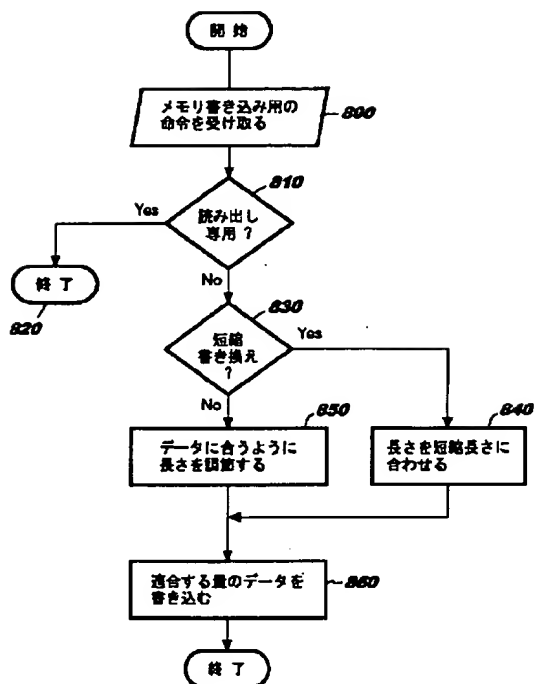 開始
メモリ書き込み用の
命令を受け取る
800
810
Yes
読み出し
専用？
終了
820
No
830
短縮
書き換え
？
Yes
No
850
データに合うように
長さを調節する
840
長さを短縮長さに
合わせる
適合する量のデータを
書き込む
860
終了